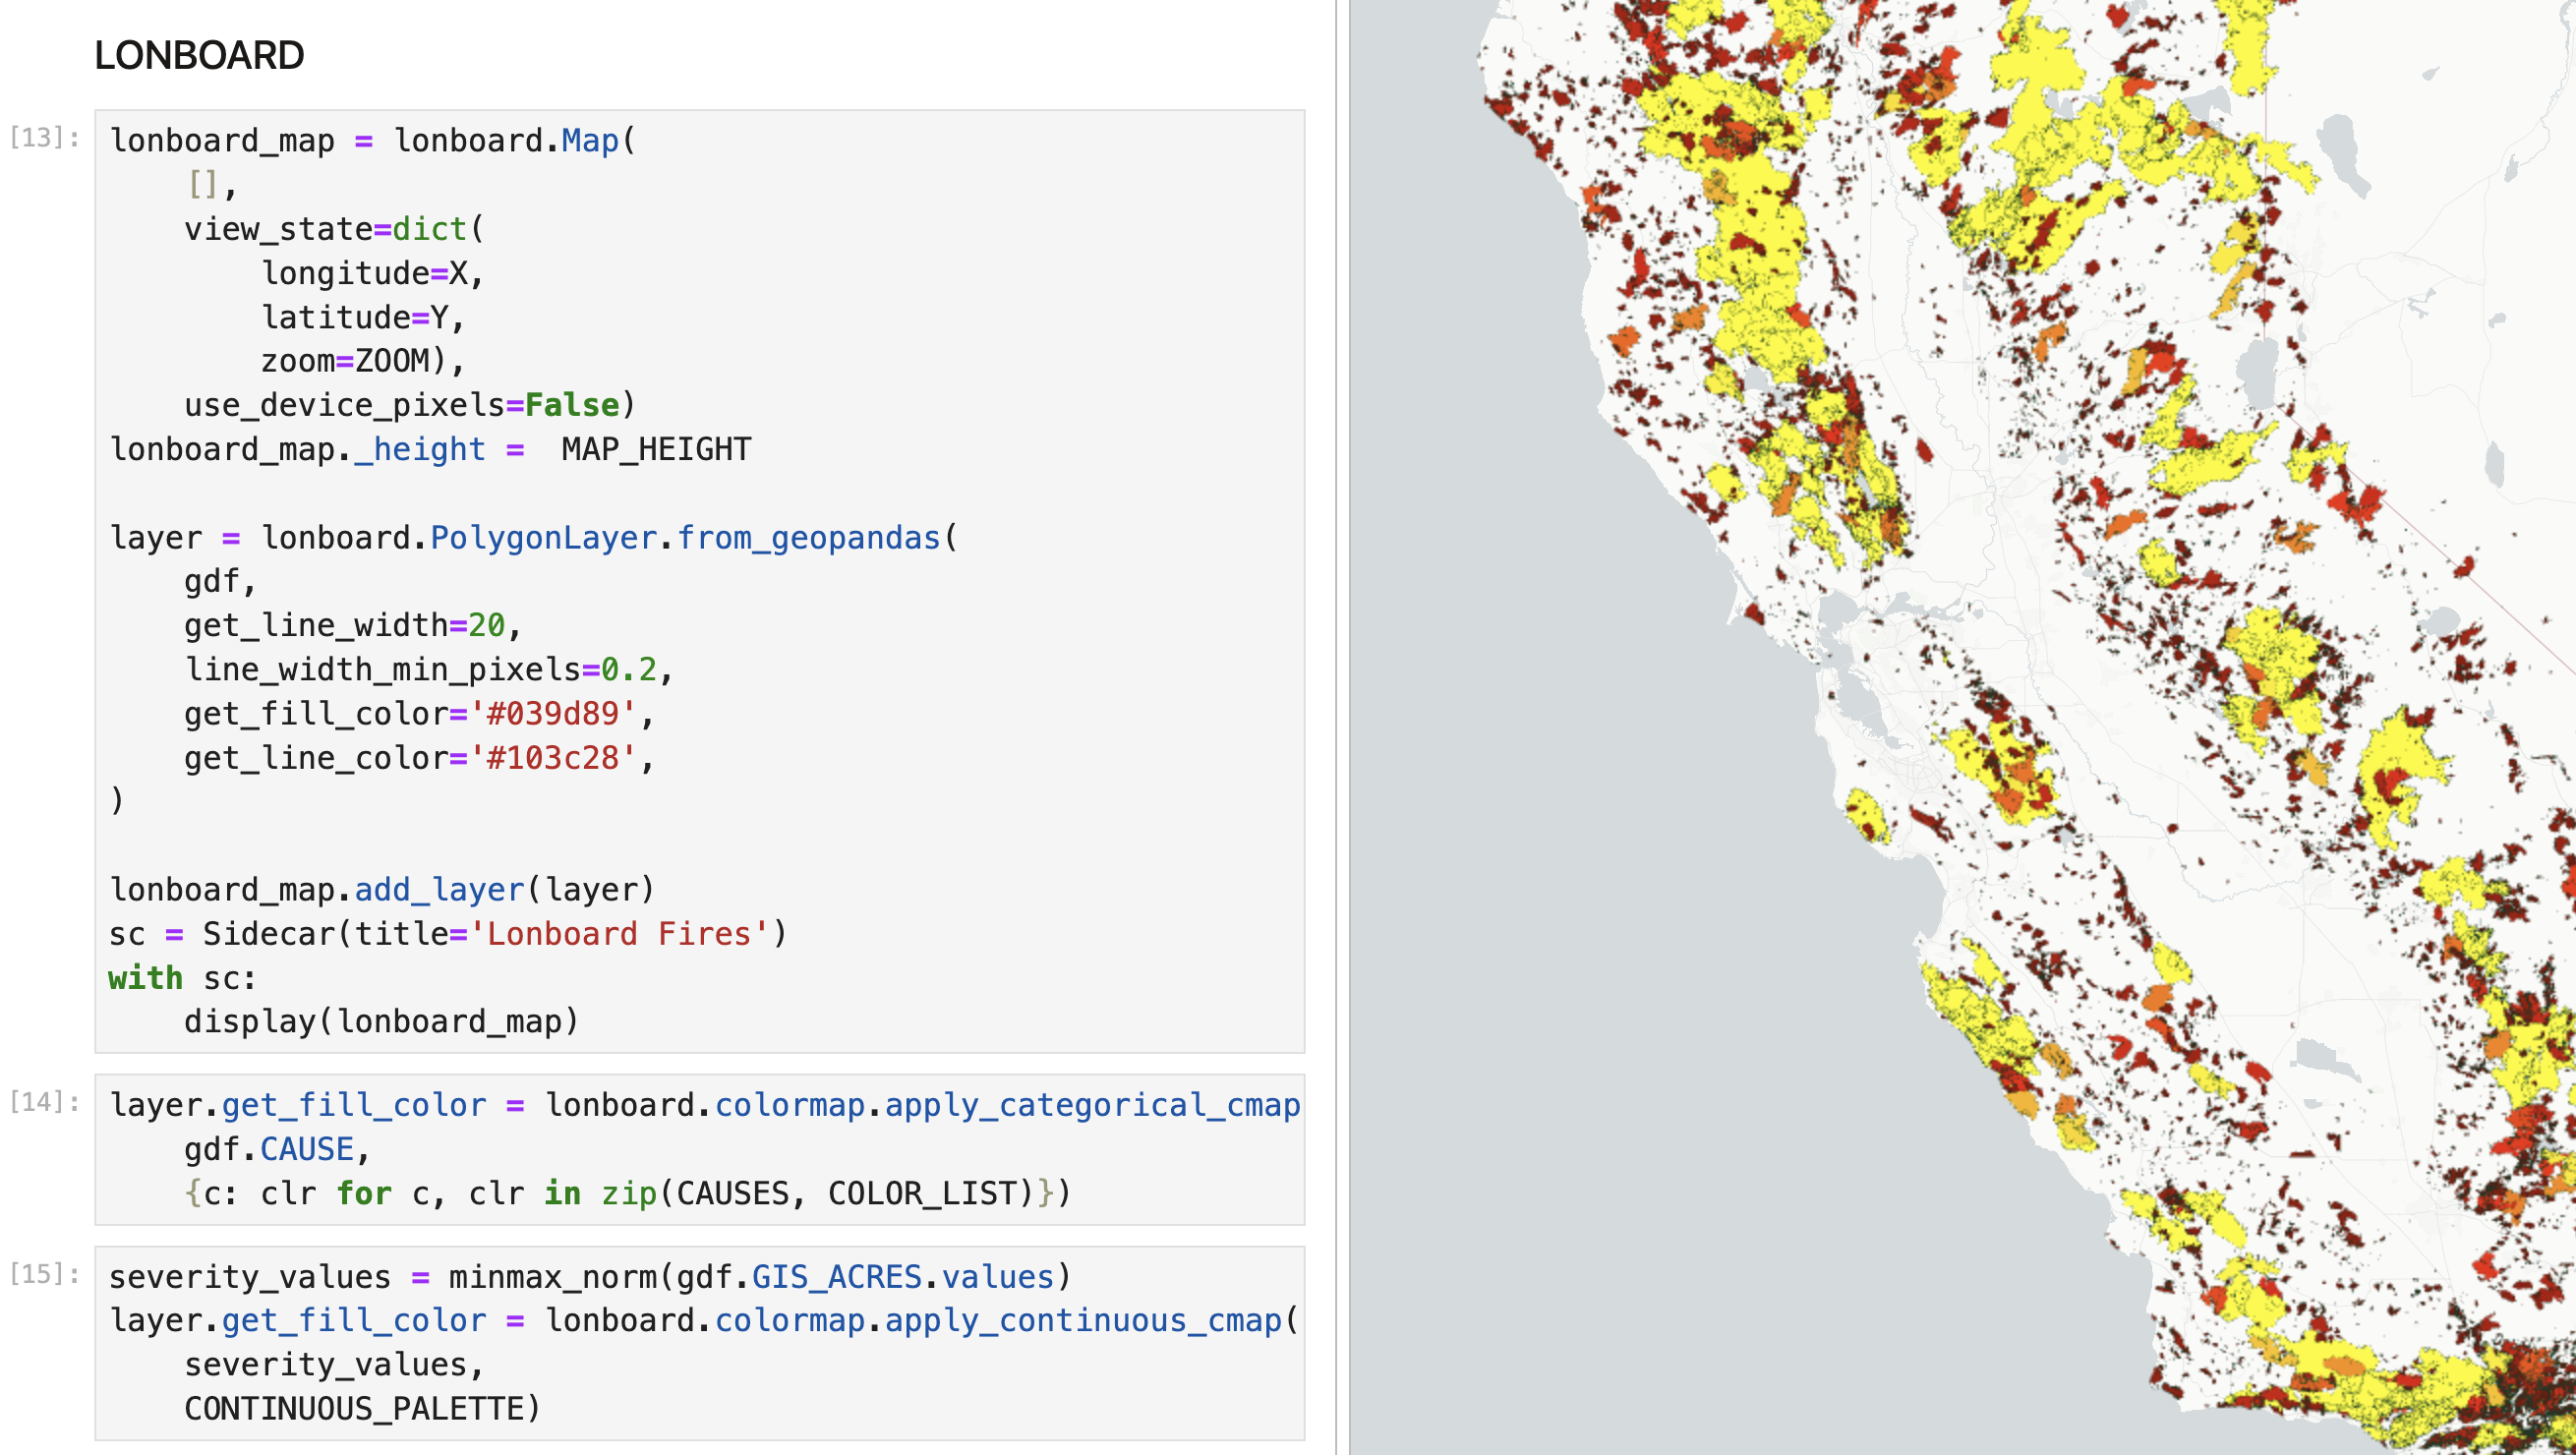 LONBOARD
[13]:
lonboard_map = lonboard.Map(
    [],
    view_state=dict(
        longitude=X,
        latitude=Y,
        zoom=ZOOM),
    use_device_pixels=False)
lonboard_map._height =  MAP_HEIGHT
layer = lonboard.PolygonLayer.from_geopandas(
    gdf,
    get_line_width=20,
    line_width_min_pixels=0.2,
    get_fill_color='#039d89',
    get_line_color='#103c28',
)
lonboard_map.add_layer(layer)
sc = Sidecar(title='Lonboard Fires')
with sc:
    display(lonboard_map)
[14]:
layer.get_fill_color = lonboard.colormap.apply_categorical_cmap
    gdf.CAUSE,
    {c: clr for c, clr in zip(CAUSES, COLOR_LIST)})
[15]:
severity_values = minmax_norm(gdf.GIS_ACRES.values)
layer.get_fill_color = lonboard.colormap.apply_continuous_cmap(
    severity_values,
    CONTINUOUS_PALETTE)